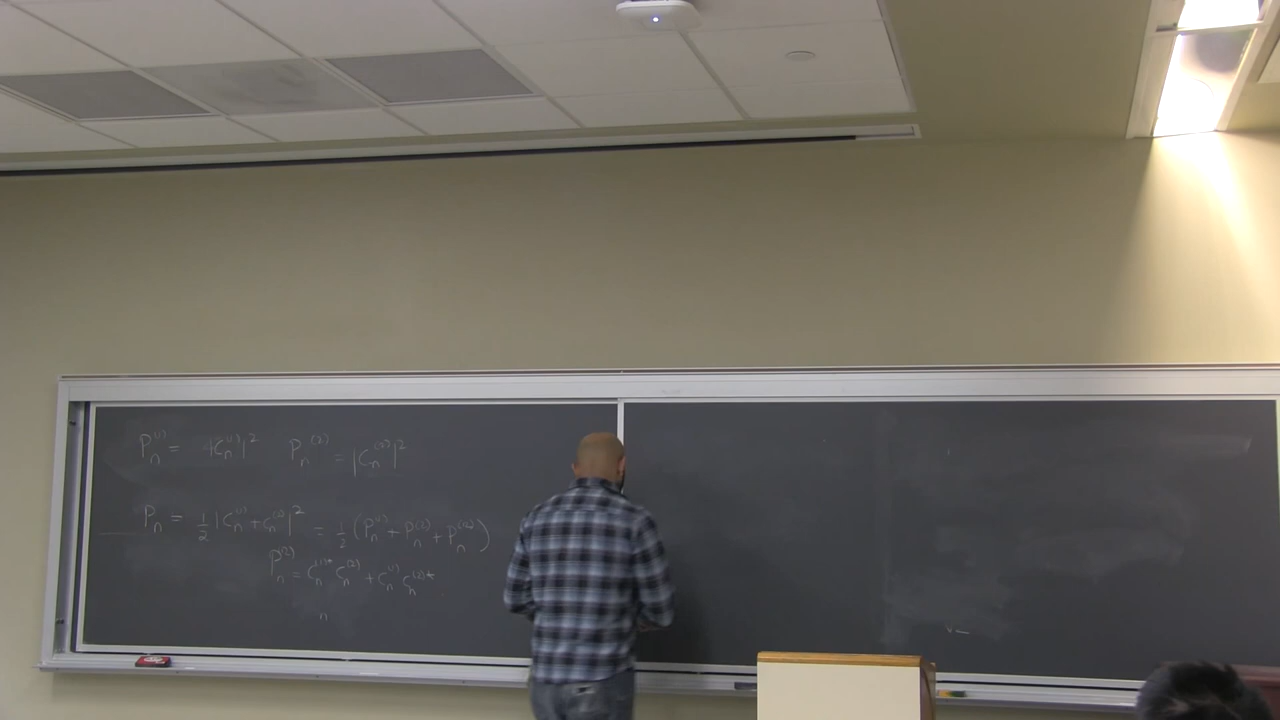 P_n^{(1)} = |C_n^{(1)}|^2 P_n^{(2)} = |C_n^{(2)}|^2
P_n = 1/2 |C_n^{(1)} + C_n^{(2)}|^2 = 1/2 (P_n^{(1)} + P_n^{(2)} + P_n^{(12)})
P_n^{(2)} = C_n^{(1)*} C_n^{(2)} + C_n^{(1)} C_n^{(2)*}
n